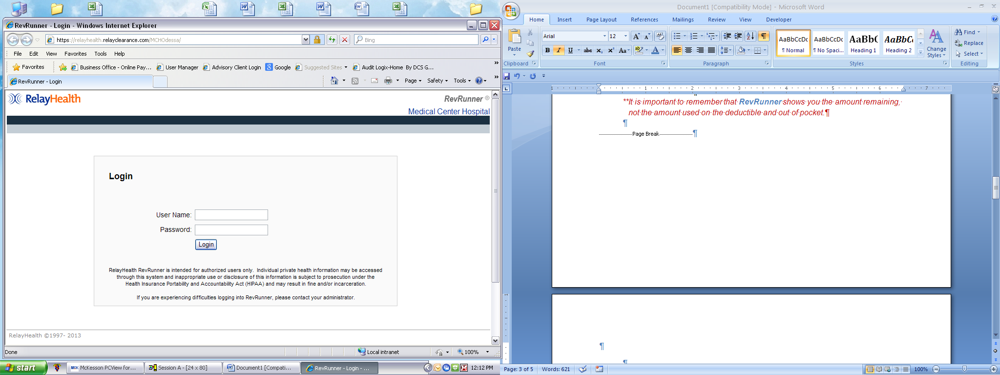 RevRunner - Login - Windows Internet Explorer
https://relayhealth.relayclearance.com/MCHOdessa/
Bing
File Edit View Favorites Tools Help
Favorites
Business Office - Online Pay...
User Manager
Advisory Client Login
Google
Suggested Sites
Audit Logix-Home By DCS G...
RevRunner - Login
Page Safety Tools
RelayHealth
RevRunner ®
Medical Center Hospital
Login
User Name:
Password:
Login
RelayHealth RevRunner is intended for authorized users only. Individual private health information may be accessed
through this system and inappropriate use or disclosure of this information is subject to prosecution under the
Health Insurance Portability and Accountability Act (HIPAA) and may result in fine and/or incarceration.
If you are experiencing difficulties logging into RevRunner, please contact your administrator.
RelayHealth ©1997- 2013
Done
Local intranet
100%
start
McKesson PCView for...
Session A - [24 x 80]
Document1 [Compati...
RevRunner - Login - ...
12:12 PM
Document1 [Compatibility Mode] - Microsoft Word
Home Insert Page Layout References Mailings Review View Developer
Paste
Clipboard
Arial 12
Font
Paragraph
AaBbCcDc AaBbCcDc AaBbC AaBbCc
¶ Normal ¶ No Spaci... Heading 1 Heading 2
Change
Styles
Styles
Find
Replace
Select
Editing
1 1 2 3 4 5 6 7
**It is important to remember that RevRunner shows you the amount remaining,
not the amount used on the deductible and out of pocket.¶
¶
Page Break ¶
¶
¶
Page: 3 of 5 Words: 621
100%